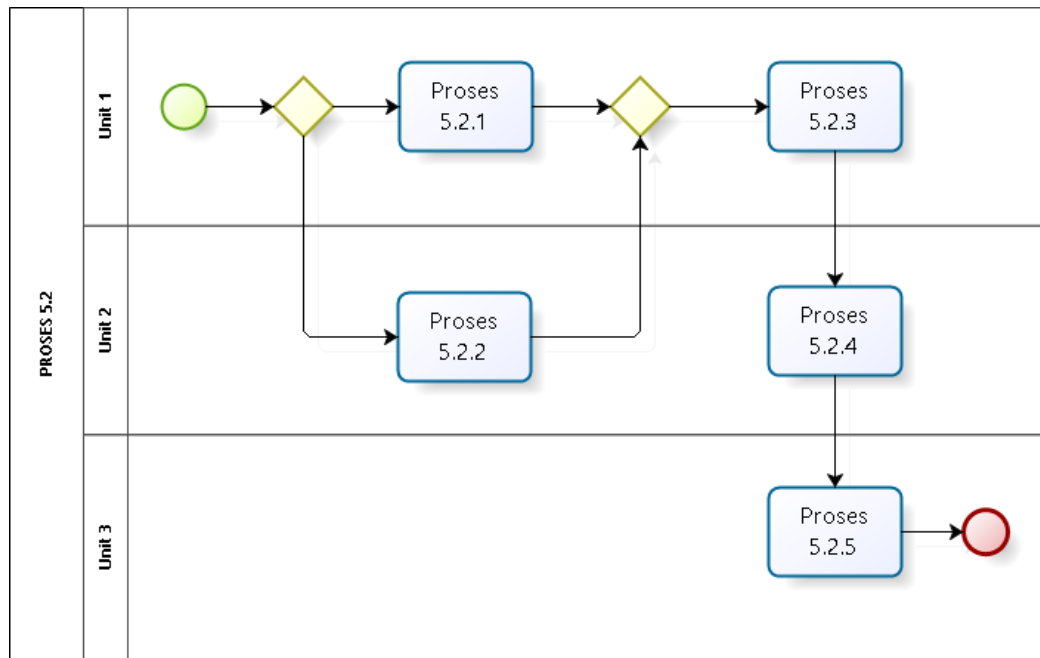 PROSES 5.2
Unit 1
Proses
5.2.1
Proses
5.2.3
Unit 2
Proses
5.2.2
Proses
5.2.4
Unit 3
Proses
5.2.5